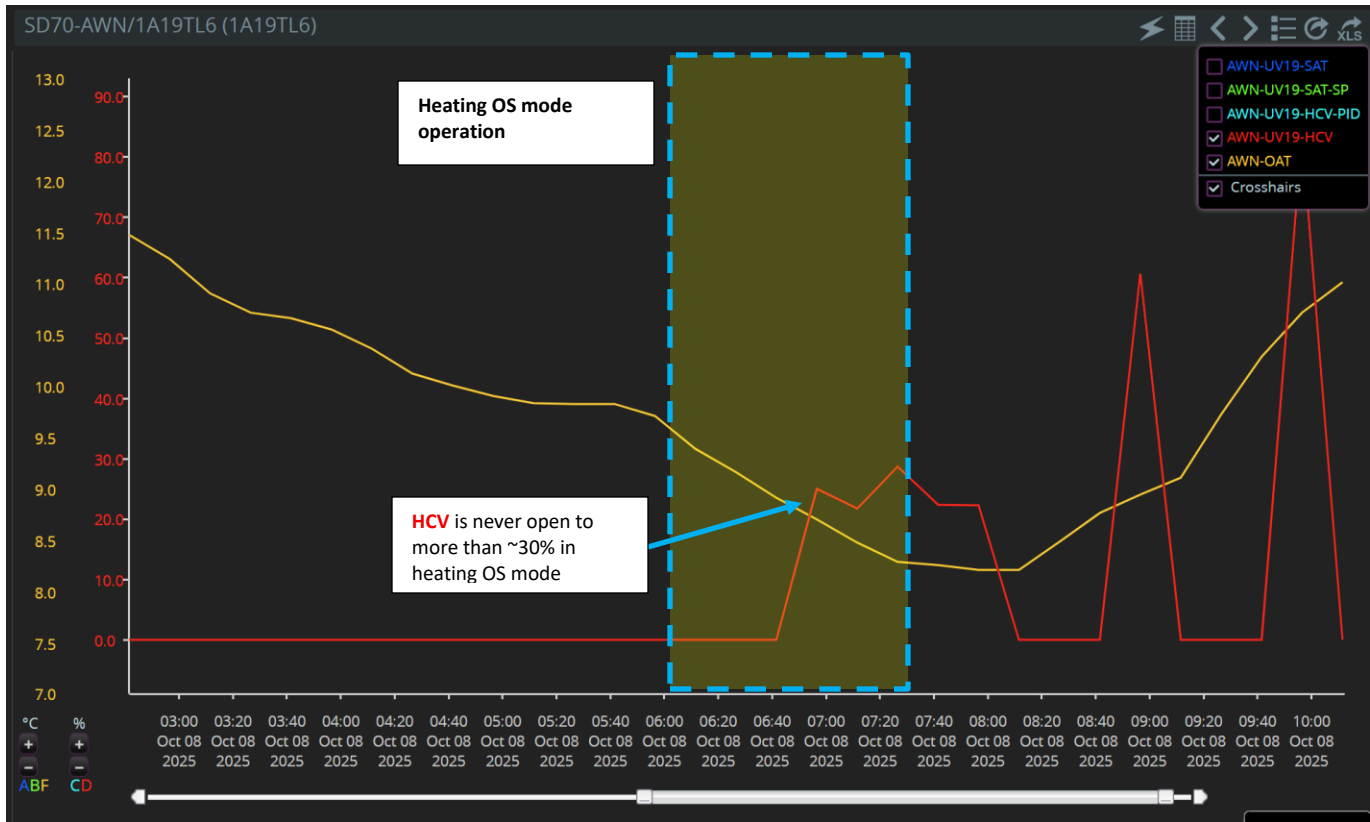 SD70-AWN/1A19TL6 (1A19TL6)
XLS
AWN-UV19-SAT
AWN-UV19-SAT-SP
AWN-UV19-HCV-PID
AWN-UV19-HCV
AWN-OAT
Crosshairs
Heating OS mode
operation
HCV is never open to
more than ~30% in
heating OS mode
13.0
12.5
12.0
11.5
11.0
10.5
10.0
9.5
9.0
8.5
8.0
7.5
7.0
90.0
80.0
70.0
60.0
50.0
40.0
30.0
20.0
10.0
0.0
°C %
+ +
- -
ABF CD
03:00 03:20 03:40 04:00 04:20 04:40 05:00 05:20 05:40 06:00 06:20 06:40 07:00 07:20 07:40 08:00 08:20 08:40 09:00 09:20 09:40 10:00
Oct 08 Oct 08 Oct 08 Oct 08 Oct 08 Oct 08 Oct 08 Oct 08 Oct 08 Oct 08 Oct 08 Oct 08 Oct 08 Oct 08 Oct 08 Oct 08 Oct 08 Oct 08 Oct 08 Oct 08 Oct 08 Oct 08
2025 2025 2025 2025 2025 2025 2025 2025 2025 2025 2025 2025 2025 2025 2025 2025 2025 2025 2025 2025 2025 2025